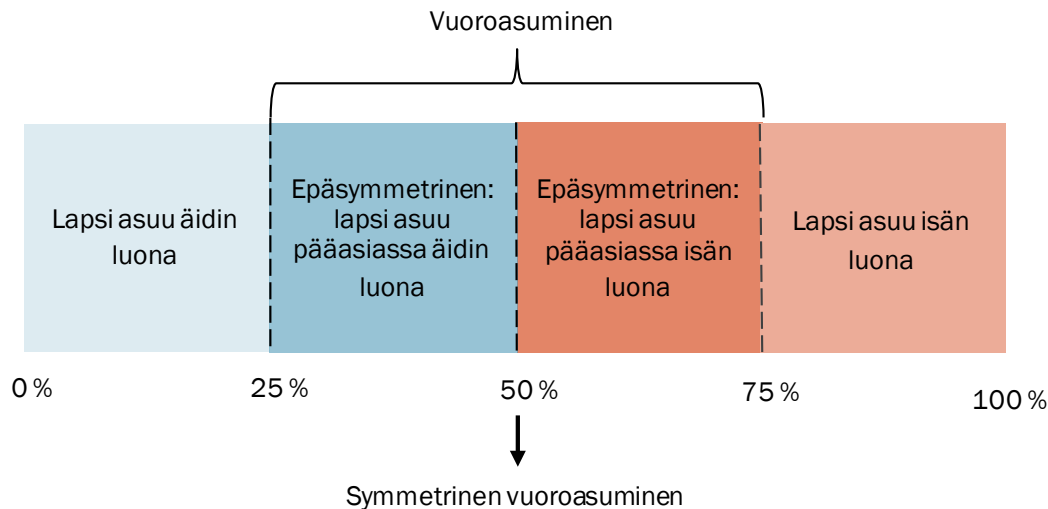 Vuoroasuminen
Lapsi asuu äidin
luona
Epäsymmetrinen:
lapsi asuu
pääasiassa äidin
luona
Epäsymmetrinen:
lapsi asuu
pääasiassa isän
luona
Lapsi asuu isän
luona
0 %
25 %
50 %
75 %
100 %
Symmetrinen vuoroasuminen